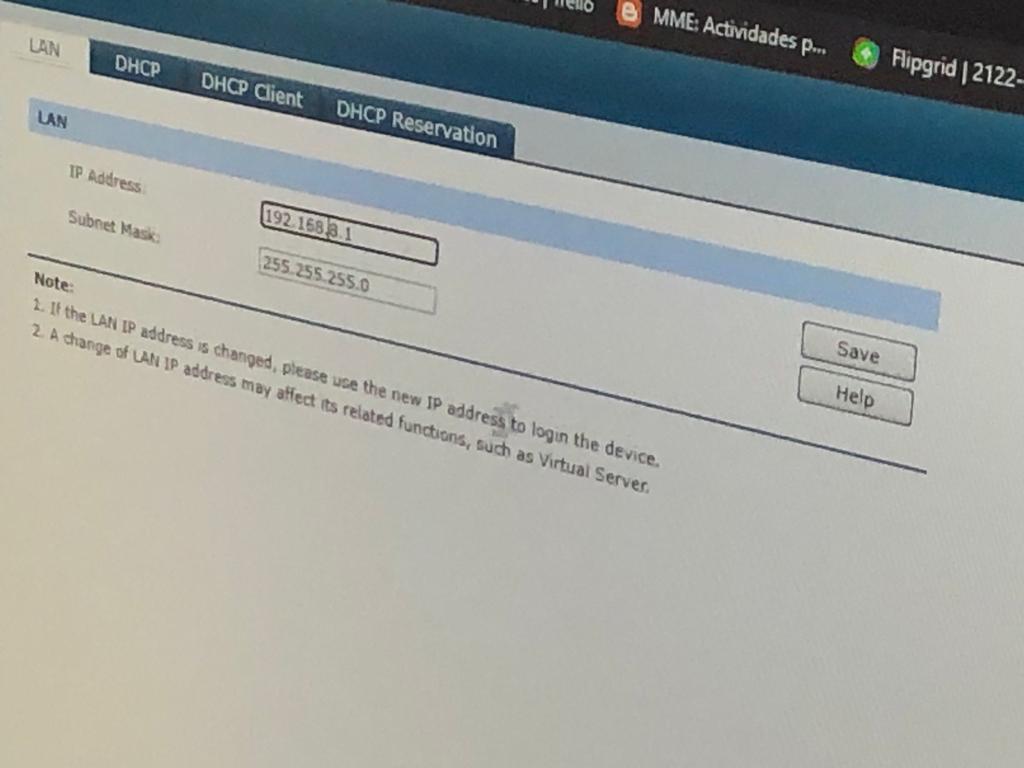 MME: Actividades p...
Flipgrid | 2122-
LAN
DHCP
DHCP Client
DHCP Reservation
LAN
IP Address:
192.168.8.1
Subnet Mask:
255.255.255.0
Save
Help
Note:
1. If the LAN IP address is changed, please use the new IP address to login the device.
2. A change of LAN IP address may affect its related functions, such as Virtual Server.